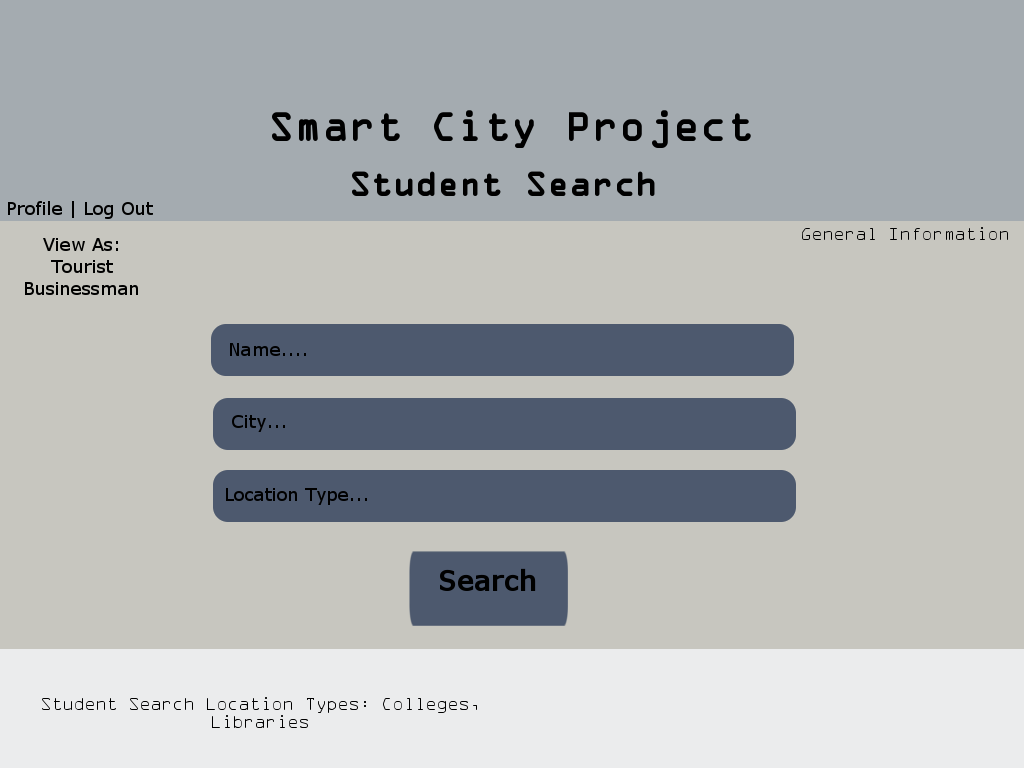 Smart City Project
Student Search
Profile | Log Out
General Information
View As:
Tourist
Businessman
Name....
City...
Location Type...
Search
Student Search Location Types: Colleges,
Libraries